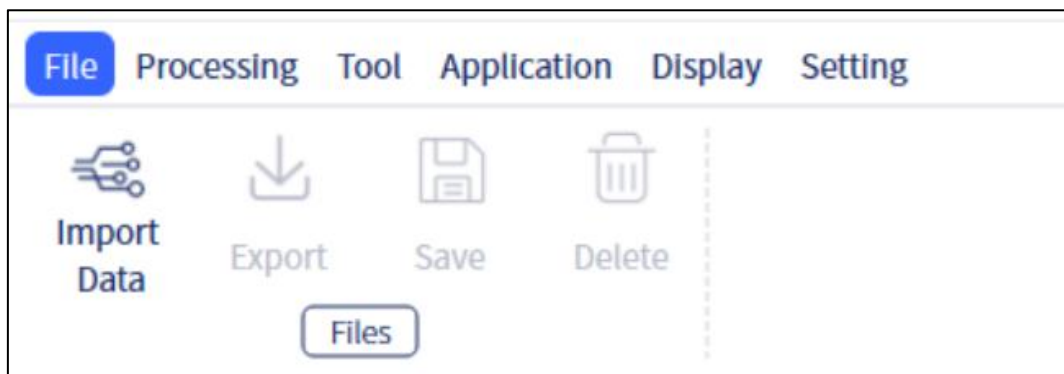 File Processing Tool Application Display Setting
Import
Data
Export Save Delete
Files